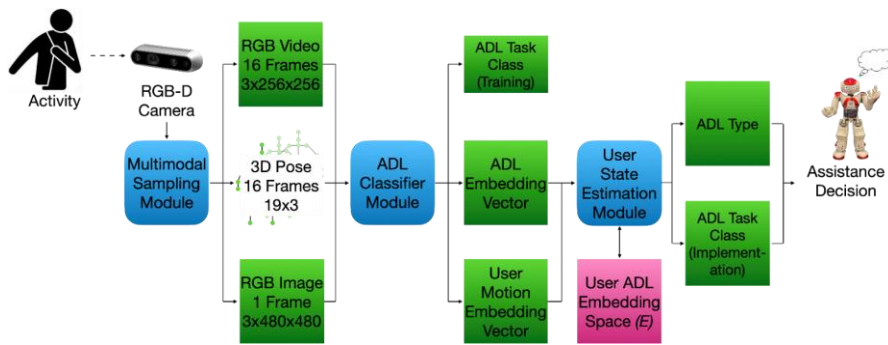 Activity
RGB-D
Camera
Multimodal
Sampling
Module
RGB Video
16 Frames
3x256x256
3D Pose
16 Frames
19x3
RGB Image
1 Frame
3x480x480
ADL
Classifier
Module
ADL Task
Class
(Training)
ADL
Embedding
Vector
User
Motion
Embedding
Vector
User
State
Estimation
Module
User ADL
Embedding
Space (E)
ADL Type
ADL Task
Class
(Implement-
ation)
Assistance
Decision